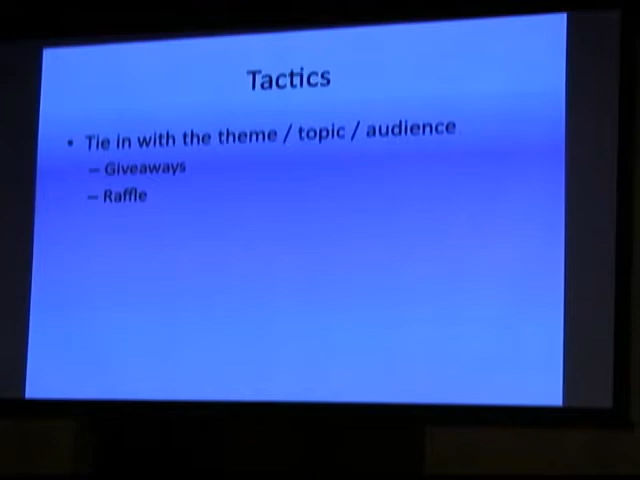 Tactics
• Tie in with the theme / topic / audience
– Giveaways
– Raffle